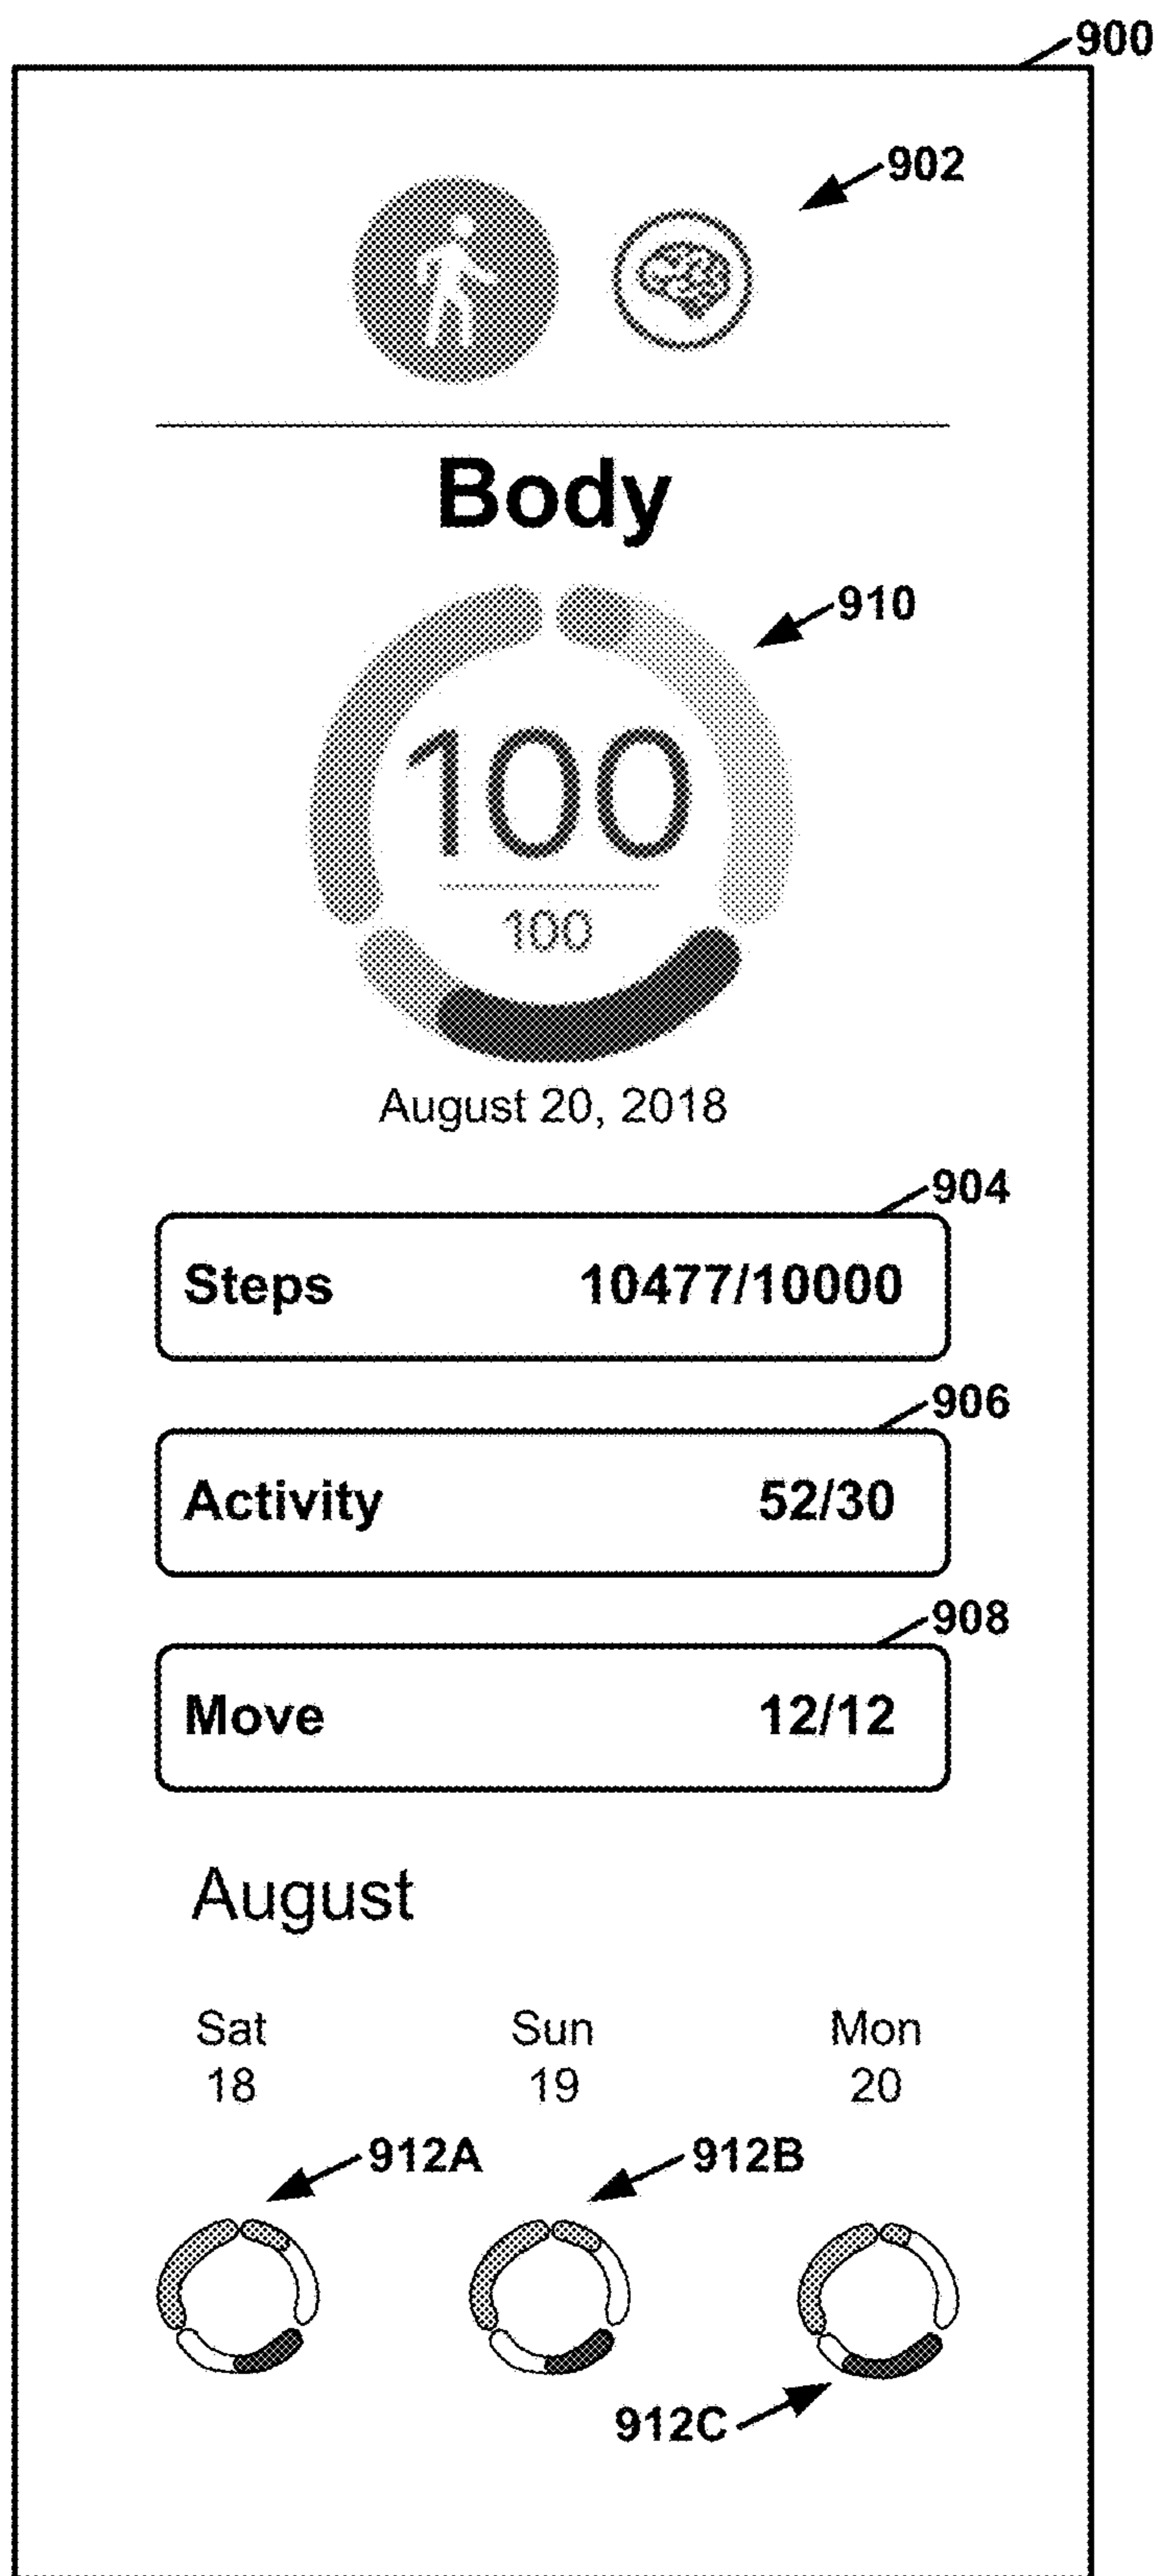 900
902
Body
910
100
100
August 20, 2018
904
Steps 10477/10000
906
Activity 52/30
908
Move 12/12
August
Sat Sun Mon
18 19 20
912A 912B
912C